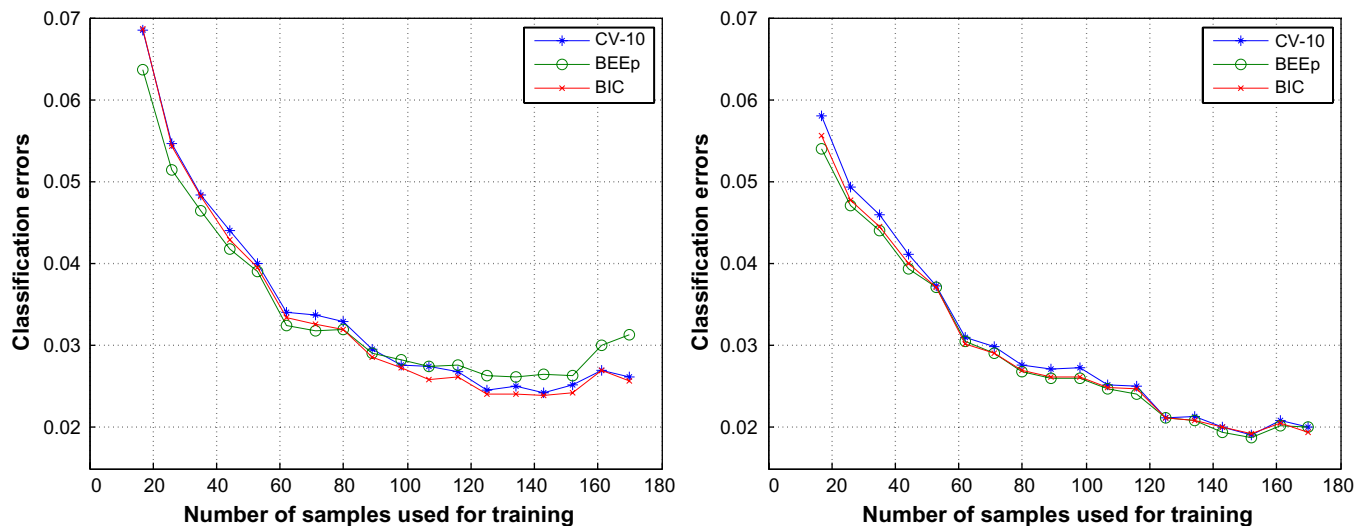 0.07
0.06
0.05
0.04
0.03
0.02
Classification errors
CV-10
BEEp
BIC
0 20 40 60 80 100 120 140 160 180
Number of samples used for training
0.07
0.06
0.05
0.04
0.03
0.02
Classification errors
CV-10
BEEp
BIC
0 20 40 60 80 100 120 140 160 180
Number of samples used for training